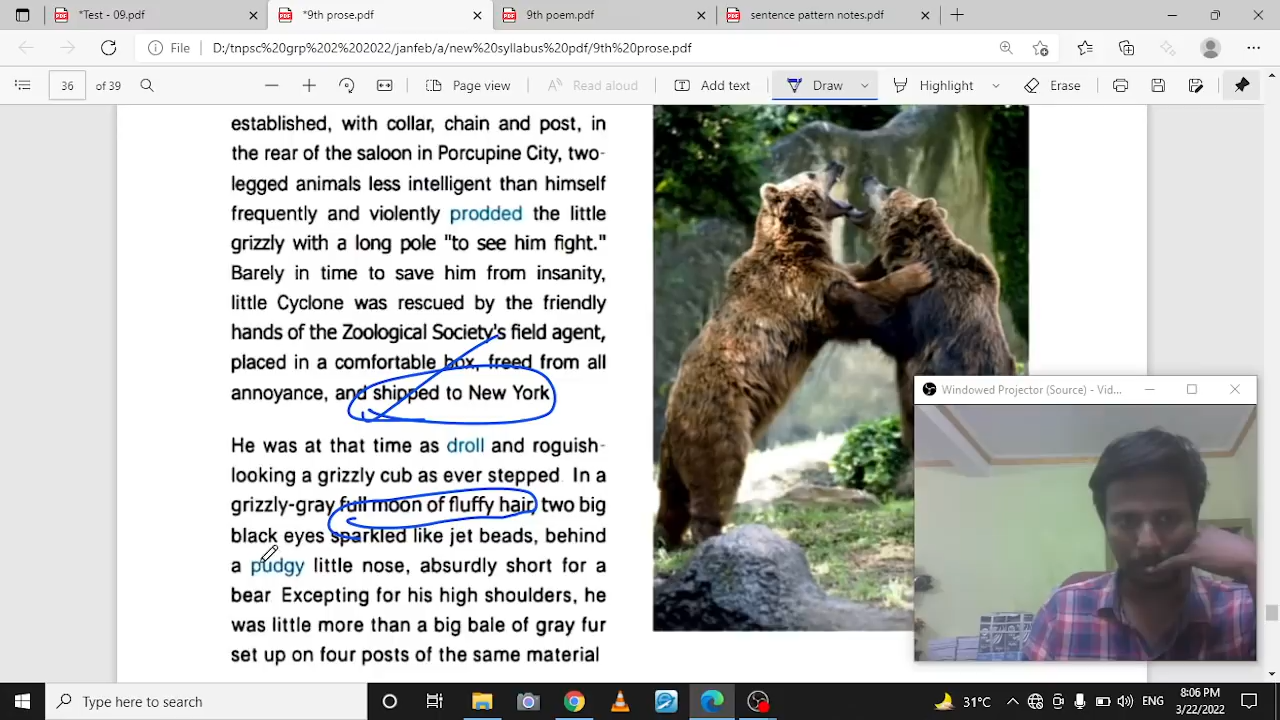 *Test - 09.pdf
*9th prose.pdf
9th poem.pdf
sentence pattern notes.pdf
File
D:/tnpsc%20grp%202%202022/janfeb/a/new%20syllabus%20pdf/9th%20prose.pdf
36 of 39
Page view
Read aloud
Add text
Draw
Highlight
Erase
established, with collar, chain and post, in
the rear of the saloon in Porcupine City, two-
legged animals less intelligent than himself
frequently and violently prodded the little
grizzly with a long pole "to see him fight."
Barely in time to save him from insanity,
little Cyclone was rescued by the friendly
hands of the Zoological Society's field agent,
placed in a comfortable box, freed from all
annoyance, and shipped to New York
He was at that time as droll and roguish-
looking a grizzly cub as ever stepped. In a
grizzly-gray full moon of fluffy hair, two big
black eyes sparkled like jet beads, behind
a pudgy little nose, absurdly short for a
bear Excepting for his high shoulders, he
was little more than a big bale of gray fur
set up on four posts of the same material
Windowed Projector (Source) - Vid...
Type here to search
31°C
ENG
8:06 PM
3/22/2022